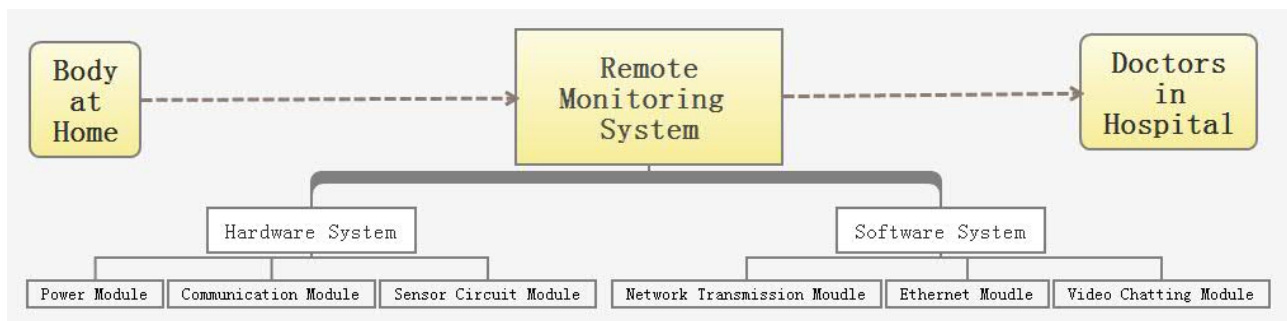 Body
at
Home
Remote
Monitoring
System
Doctors
in
Hospital
Hardware System
Software System
Power Module
Communication Module
Sensor Circuit Module
Network Transmission Moudle
Ethernet Moudle
Video Chatting Module